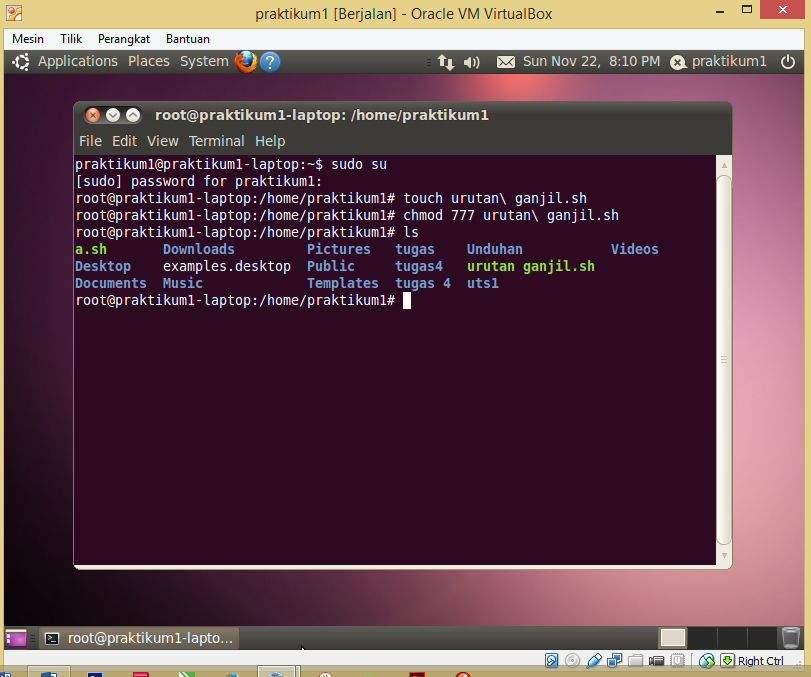 praktikum1 [Berjalan] - Oracle VM VirtualBox
Mesin Tilik Perangkat Bantuan
Applications Places System ? Sun Nov 22, 8:10 PM praktikum1
root@praktikum1-laptop: /home/praktikum1
File Edit View Terminal Help
praktikum1@praktikum1-laptop:~$ sudo su
[sudo] password for praktikum1:
root@praktikum1-laptop:/home/praktikum1# touch urutan\ ganjil.sh
root@praktikum1-laptop:/home/praktikum1# chmod 777 urutan\ ganjil.sh
root@praktikum1-laptop:/home/praktikum1# ls
a.sh Downloads Pictures tugas Unduhan Videos
Desktop examples.desktop Public tugas4 urutan ganjil.sh
Documents Music Templates tugas 4 uts1
root@praktikum1-laptop:/home/praktikum1#
root@praktikum1-lapto...
Right Ctrl